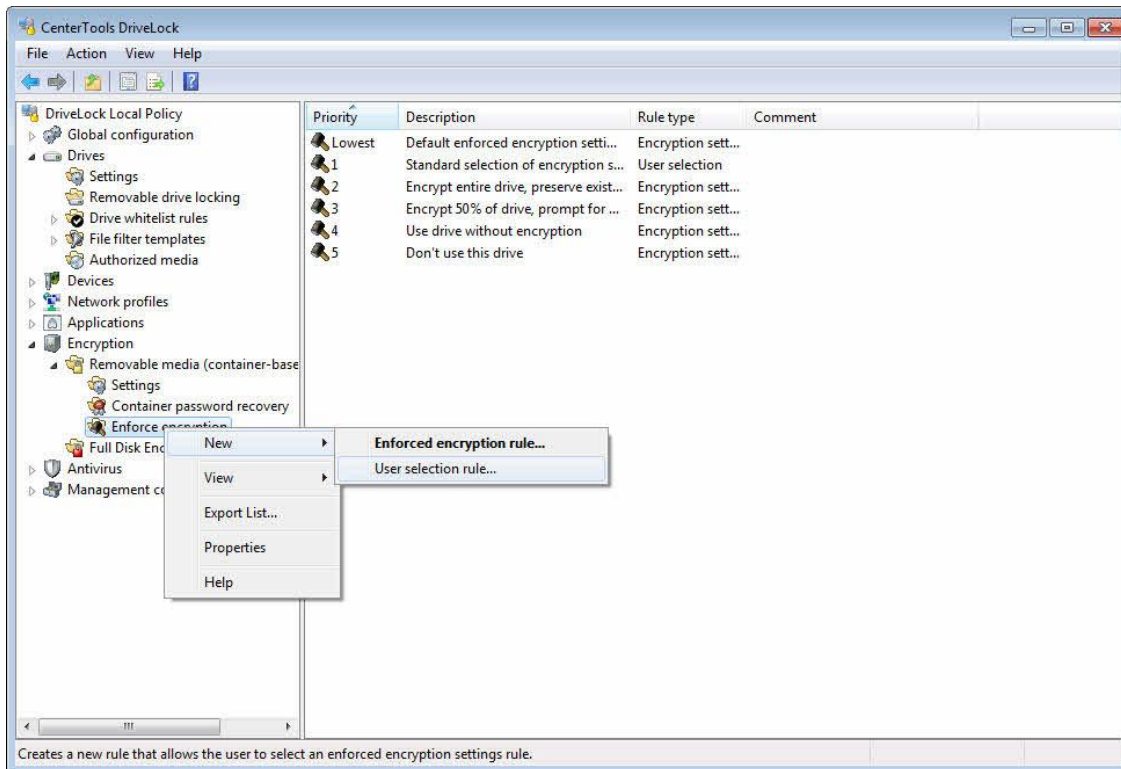 CenterTools DriveLock
File Action View Help
DriveLock Local Policy
Global configuration
Drives
Settings
Removable drive locking
Drive whitelist rules
File filter templates
Authorized media
Devices
Network profiles
Applications
Encryption
Removable media (container-base
Settings
Container password recovery
Enforce encryption
Full Disk Enc
Antivirus
Management co
Priority Description Rule type Comment
Lowest Default enforced encryption setti... Encryption sett...
1 Standard selection of encryption s... User selection
2 Encrypt entire drive, preserve exist... Encryption sett...
3 Encrypt 50% of drive, prompt for ... Encryption sett...
4 Use drive without encryption Encryption sett...
5 Don't use this drive Encryption sett...
New
View
Export List...
Properties
Help
Enforced encryption rule...
User selection rule...
Creates a new rule that allows the user to select an enforced encryption settings rule.